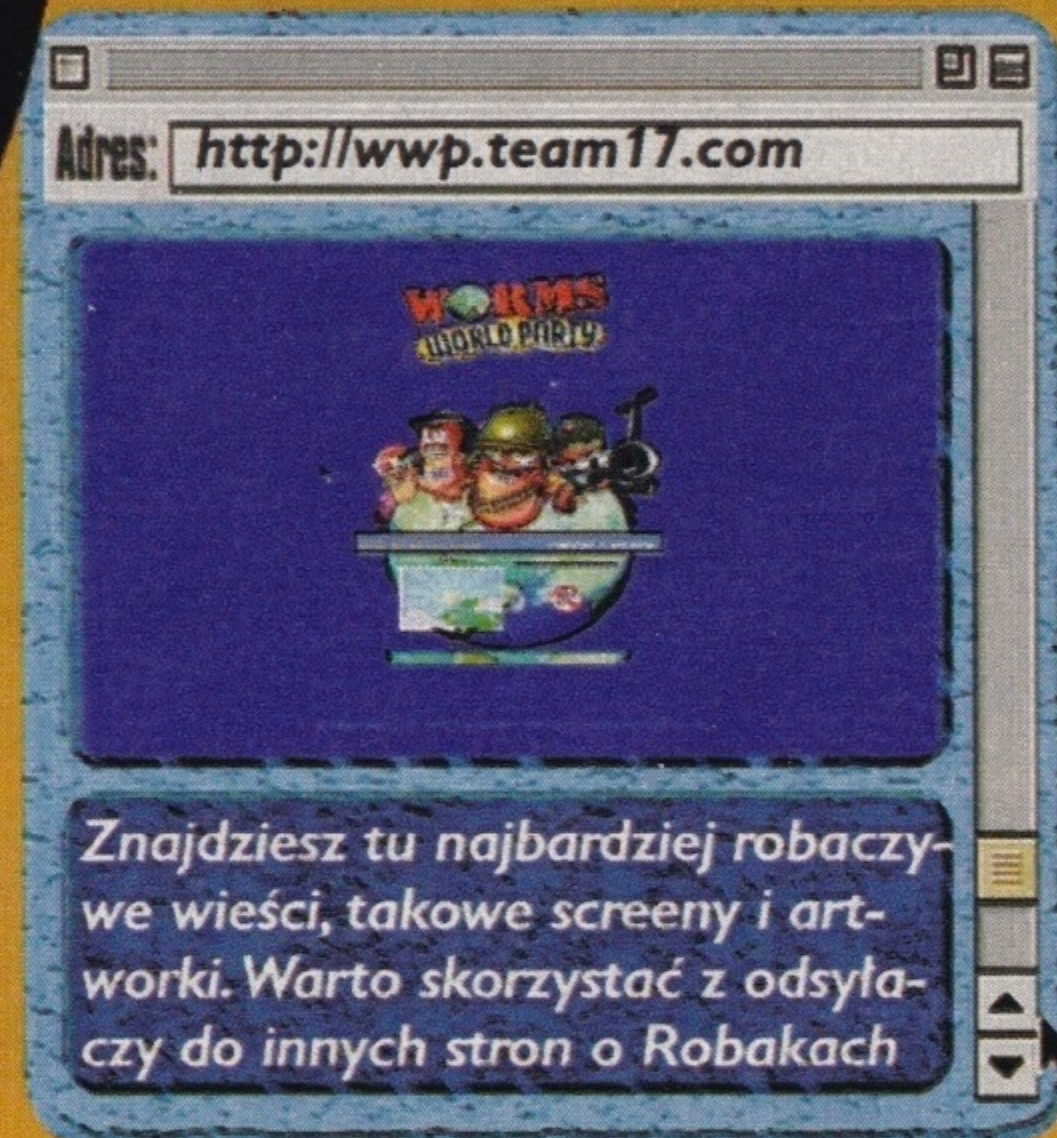 Adres: http://wwp.team17.com
WORMS
WORLD PARTY
Znajdziesz tu najbardziej robaczy-
we wieści, takowe screeny i art-
worki. Warto skorzystać z odsyła-
czy do innych stron o Robakach